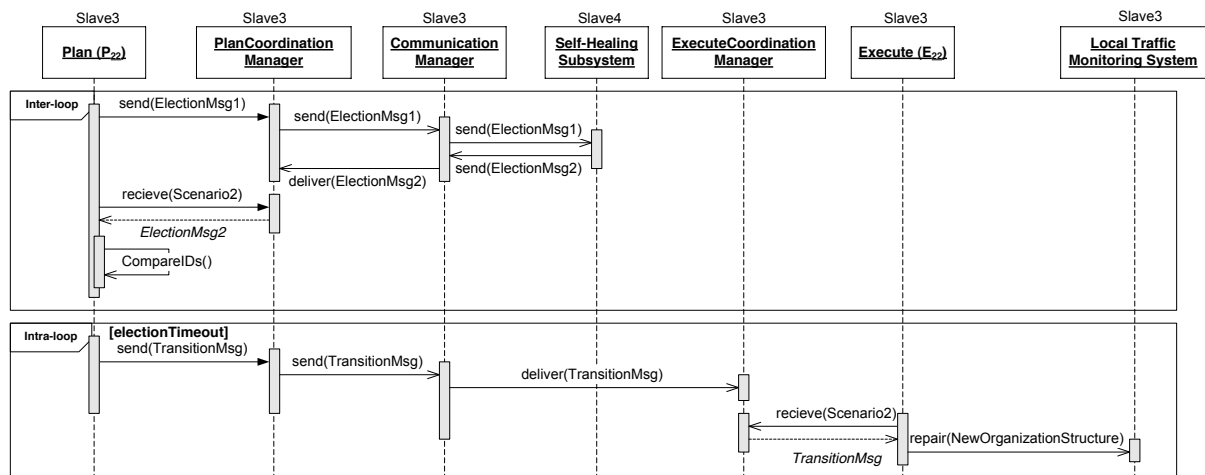 Slave3
Slave3
Slave3
Slave4
Slave3
Slave3
Slave3
Plan (P22)
PlanCoordination
Manager
Communication
Manager
Self-Healing
Subsystem
ExecuteCoordination
Manager
Execute (E22)
Local Traffic
Monitoring System
Inter-loop
send(ElectionMsg1)
send(ElectionMsg1)
send(ElectionMsg1)
send(ElectionMsg2)
deliver(ElectionMsg2)
recieve(Scenario2)
ElectionMsg2
CompareIDs()
Intra-loop
[electionTimeout]
send(TransitionMsg)
send(TransitionMsg)
deliver(TransitionMsg)
recieve(Scenario2)
repair(NewOrganizationStructure)
TransitionMsg